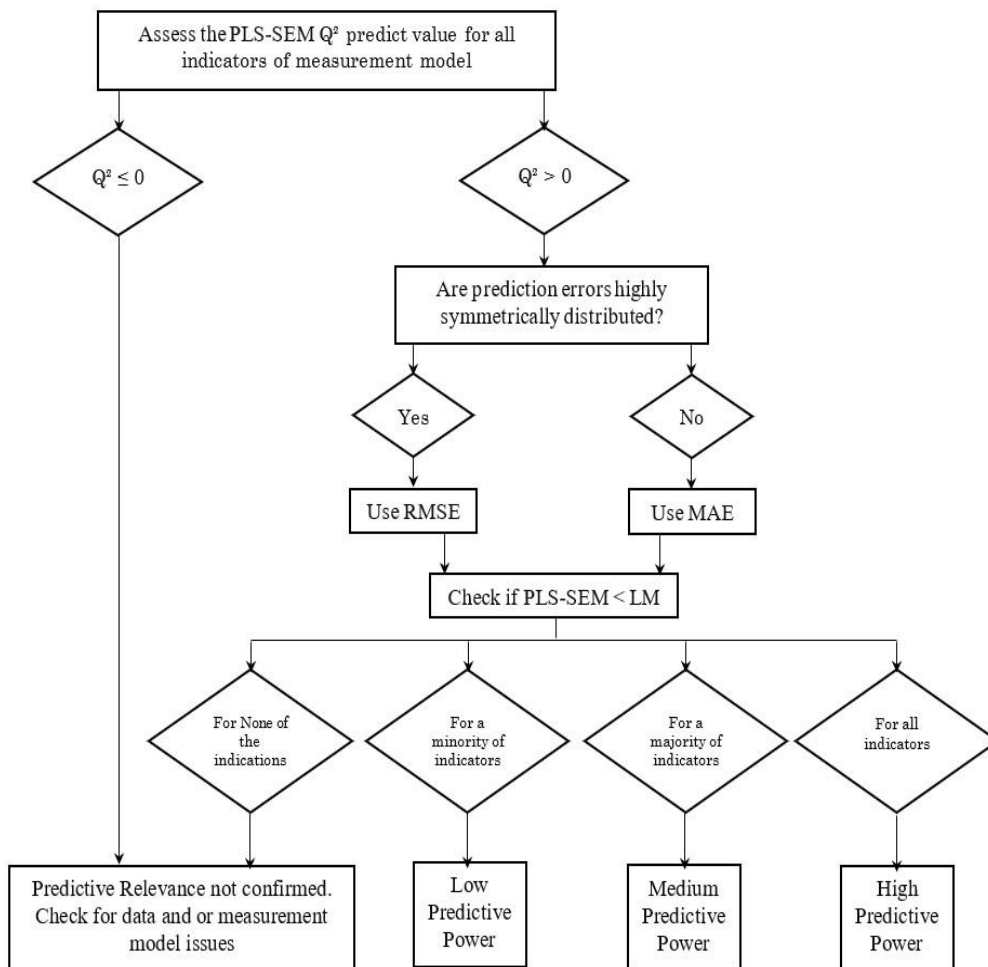 Assess the PLS-SEM Q² predict value for all
indicators of measurement model
Q² ≤ 0
Q² > 0
Are prediction errors highly
symmetrically distributed?
Yes
No
Use RMSE
Use MAE
Check if PLS-SEM < LM
For None of
the
indications
For a
minority of
indicators
For a
majority of
indicators
For all
indicators
Predictive Relevance not confirmed.
Check for data and or measurement
model issues
Low
Predictive
Power
Medium
Predictive
Power
High
Predictive
Power